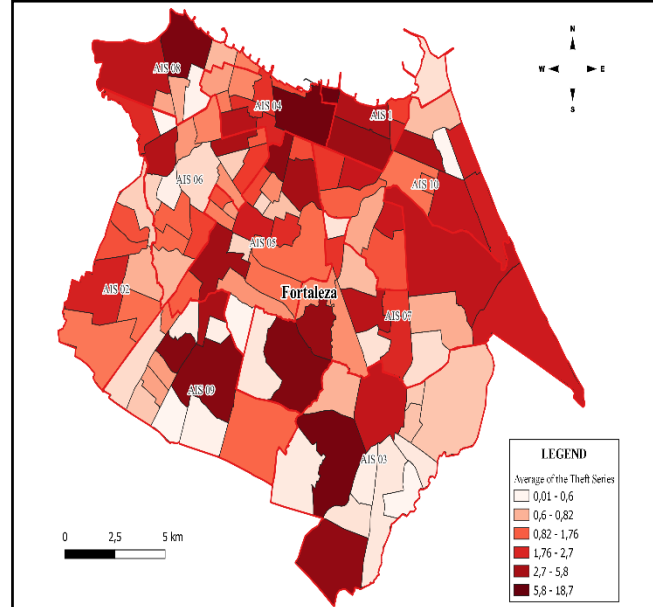 N
W E
S
AIS 08
AIS 04
AIS 1
AIS 06
AIS 10
AIS 05
AIS 02
Fortaleza
AIS 07
AIS 09
AIS 03
LEGEND
Average of the Theft Series
0,01 - 0,6
0,6 - 0,82
0,82 - 1,76
1,76 - 2,7
2,7 - 5,8
5,8 - 18,7
0 2,5 5 km